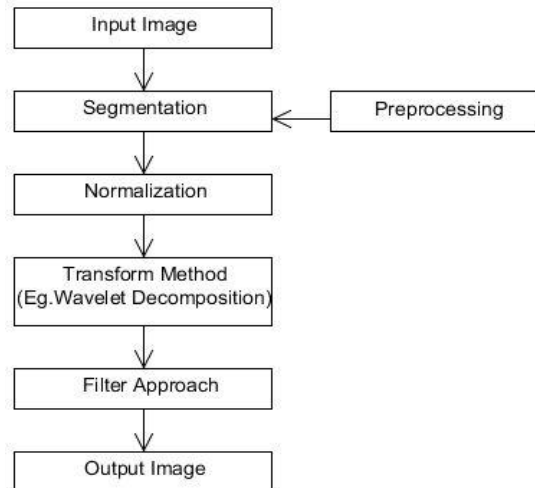 Input Image
Segmentation
Preprocessing
Normalization
Transform Method
(Eg.Wavelet Decomposition)
Filter Approach
Output Image